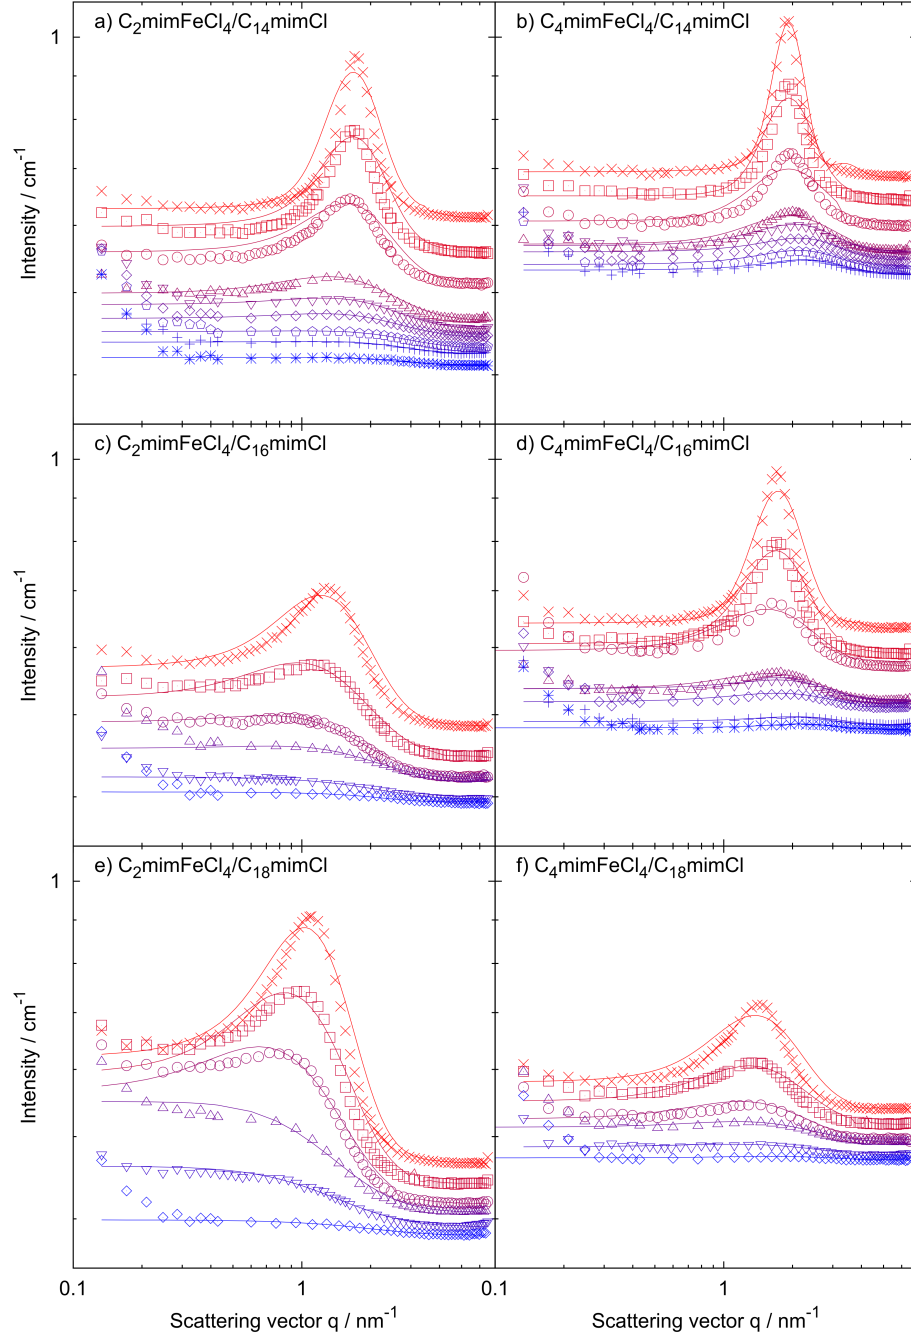 a) C₂mimFeCl₄/C₁₄mimCl
b) C₄mimFeCl₄/C₁₄mimCl
1
Intensity / cm⁻¹
c) C₂mimFeCl₄/C₁₆mimCl
d) C₄mimFeCl₄/C₁₆mimCl
1
Intensity / cm⁻¹
e) C₂mimFeCl₄/C₁₈mimCl
f) C₄mimFeCl₄/C₁₈mimCl
1
Intensity / cm⁻¹
0.1 1 0.1 1
Scattering vector q / nm⁻¹ Scattering vector q / nm⁻¹